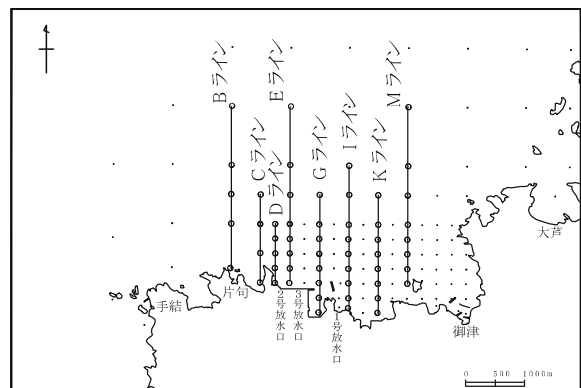 Bライン
Cライン
Dライン
Eライン
Gライン
Iライン
Kライン
Mライン
大芦
片句
手結
2号放水口
3号放水口
1号放水口
御津
0 500 1000m